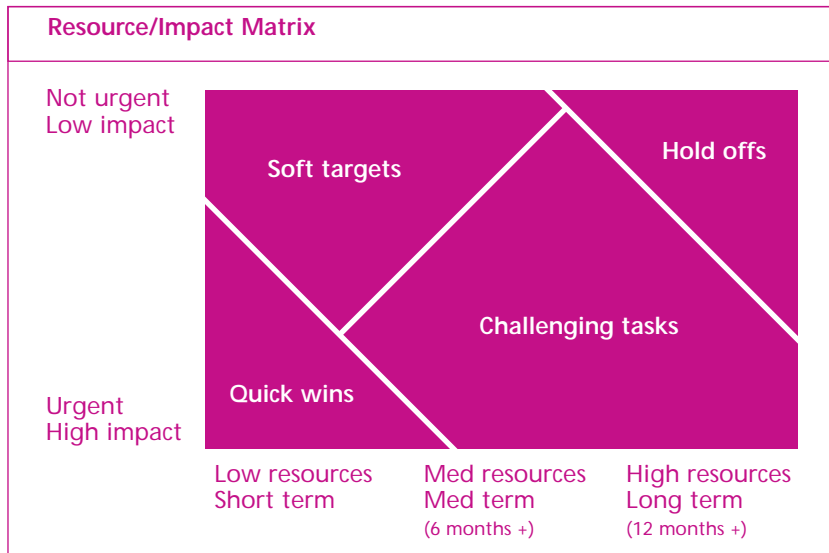 Resource/Impact Matrix
Not urgent
Low impact
Soft targets
Hold offs
Challenging tasks
Quick wins
Urgent
High impact
Low resources
Short term
Med resources
Med term
(6 months +)
High resources
Long term
(12 months +)